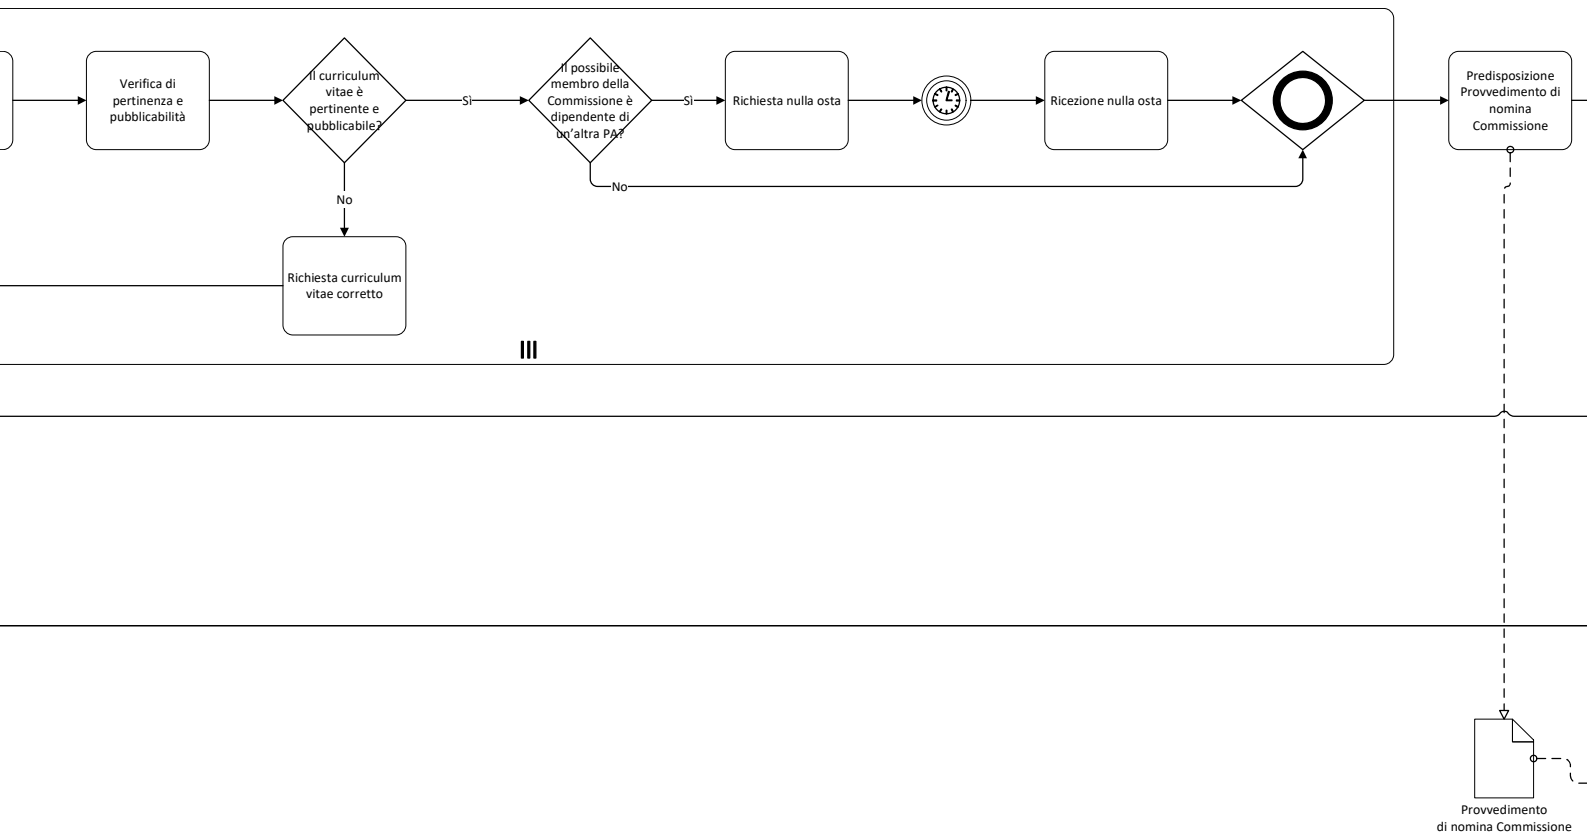 Verifica di
pertinenza e
pubblicabilità
Il curriculum
vitae è
pertinente e
pubblicabile?
Sì
Il possibile
membro della
Commissione è
dipendente di
un'altra PA?
Sì
Richiesta nulla osta
Ricezione nulla osta
Predisposizione
Provvedimento di
nomina
Commissione
No
No
Richiesta curriculum
vitae corretto
Provvedimento
di nomina Commissione